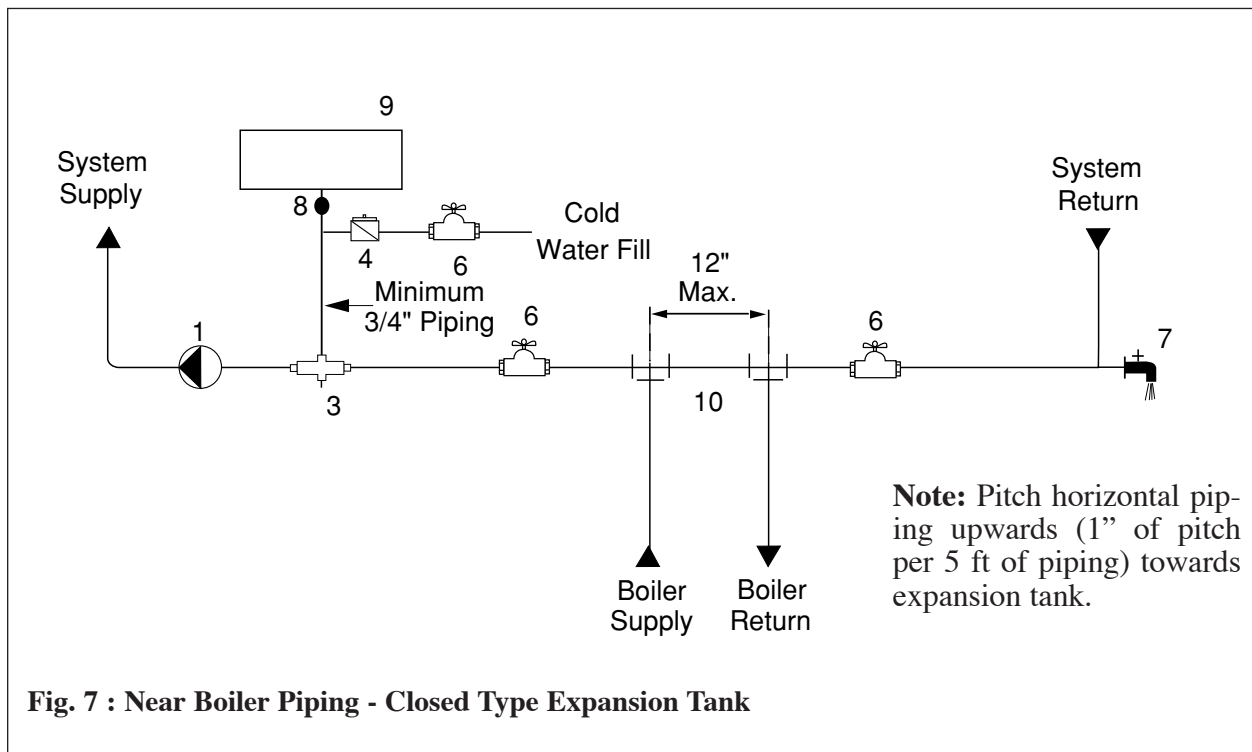 9
System
Supply
8
4
6
Cold
Water Fill
System
Return
12"
Max.
Minimum
3/4" Piping
1
6
6
7
3
10
Note: Pitch horizontal pip-
ing upwards (1” of pitch
per 5 ft of piping) towards
expansion tank.
Boiler
Supply
Boiler
Return
Fig. 7 : Near Boiler Piping - Closed Type Expansion Tank